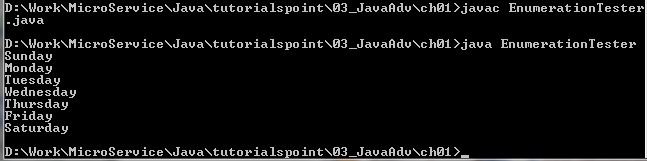 D:\Work\MicroService\Java\tutorialspoint\03_JavaAdv\ch01>javac EnumerationTester
.java
D:\Work\MicroService\Java\tutorialspoint\03_JavaAdv\ch01>java EnumerationTester
Sunday
Monday
Tuesday
Wednesday
Thursday
Friday
Saturday
D:\Work\MicroService\Java\tutorialspoint\03_JavaAdv\ch01>_